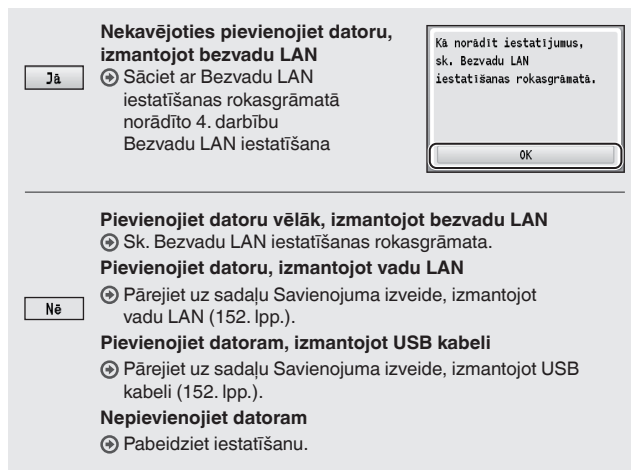 Jā
Nekavējoties pievienojiet datoru,
izmantojot bezvadu LAN
Sāciet ar Bezvadu LAN
iestatīšanas rokasgrāmatā
norādīto 4. darbību
Bezvadu LAN iestatīšana
Kā norādīt iestatījumus,
sk. Bezvadu LAN
iestatīšanas rokasgrāmatā.
OK
Pievienojiet datoru vēlāk, izmantojot bezvadu LAN
Sk. Bezvadu LAN iestatīšanas rokasgrāmata.
Pievienojiet datoru, izmantojot vadu LAN
Nē
Pārejiet uz sadaļu Savienojuma izveide, izmantojot
vadu LAN (152. lpp.).
Pievienojiet datoram, izmantojot USB kabeli
Pārejiet uz sadaļu Savienojuma izveide, izmantojot USB
kabeli (152. lpp.).
Nepievienojiet datoram
Pabeidziet iestatīšanu.